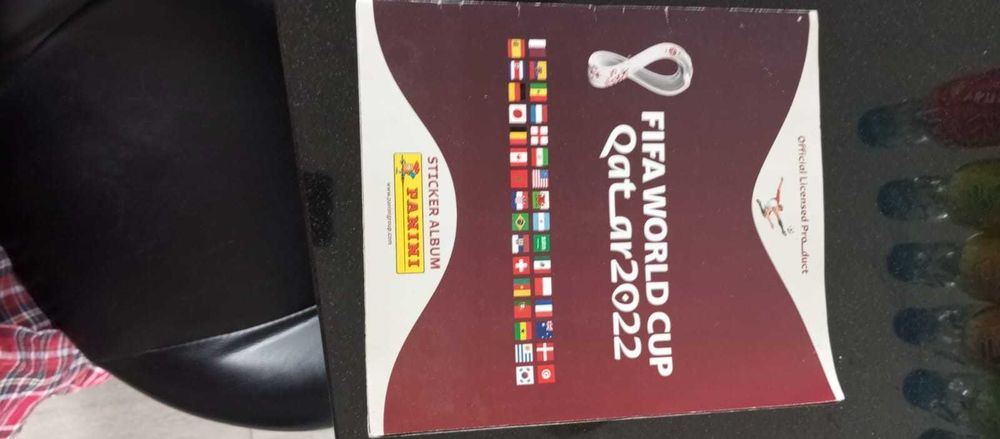 Official Licensed Product
FIFA WORLD CUP
Qatar2022
STICKER ALBUM
PANINI
www.paninigroup.com